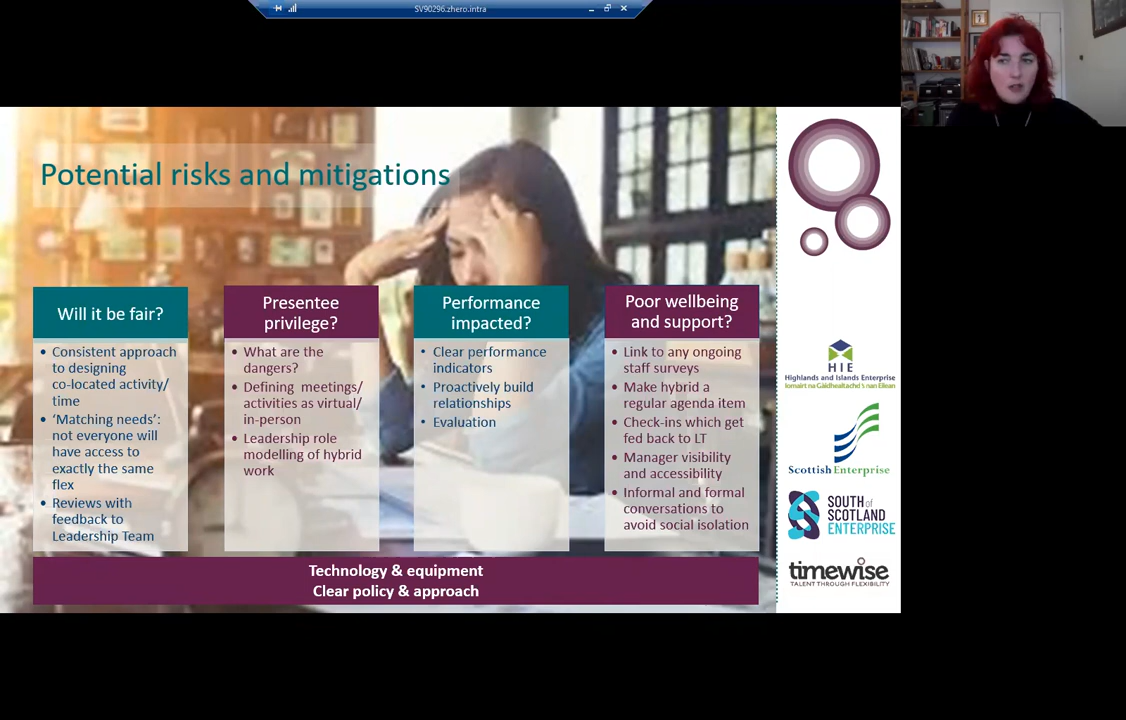 SV90296.zhero.intra
Potential risks and mitigations
Will it be fair?
• Consistent approach
to designing
co-located activity/
time
• ‘Matching needs’:
not everyone will
have access to
exactly the same
flex
• Reviews with
feedback to
Leadership Team
Presentee
privilege?
• What are the
dangers?
• Defining meetings/
activities as virtual/
in-person
• Leadership role
modelling of hybrid
work
Performance
impacted?
• Clear performance
indicators
• Proactively build
relationships
• Evaluation
Poor wellbeing
and support?
• Link to any ongoing
staff surveys
• Make hybrid a
regular agenda item
• Check-ins which get
fed back to LT
• Manager visibility
and accessibility
• Informal and formal
conversations to
avoid social isolation
Technology & equipment
Clear policy & approach
HIE
Highlands and Islands Enterprise
Iomairt na Gàidhealtachd 's nan Eilean
Scottish Enterprise
SOUTH of
SCOTLAND
ENTERPRISE
timewise
TALENT THROUGH FLEXIBILITY